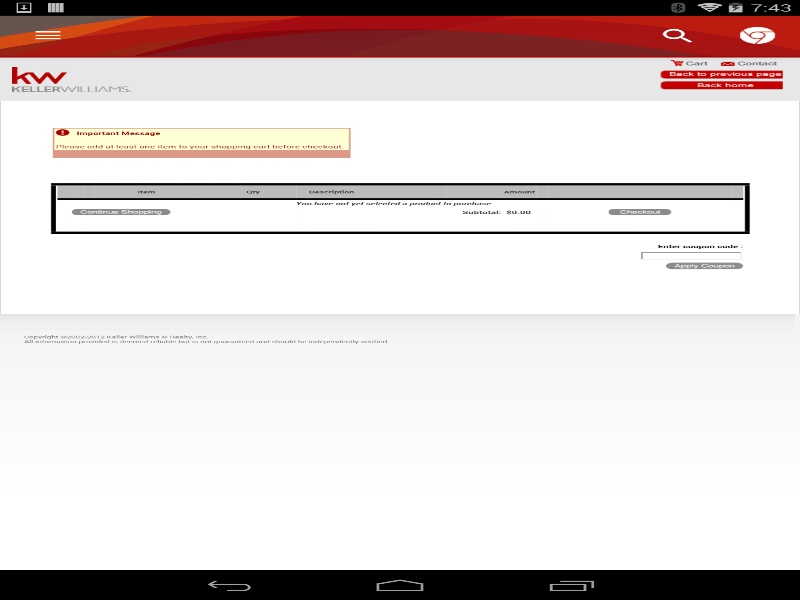 7:43
kw
KELLERWILLIAMS.
Cart Contact
Back to previous page
Back home
Important Message
Please add at least one item to your shopping cart before checkout.
Item Qty Description Amount
You have not yet selected a product to purchase
Continue Shopping Subtotal: $0.00 Checkout
Enter coupon code :
Apply Coupon
Copyright ©2002-2012 Keller Williams ® Realty, Inc.
All information provided is deemed reliable but is not guaranteed and should be independently verified.